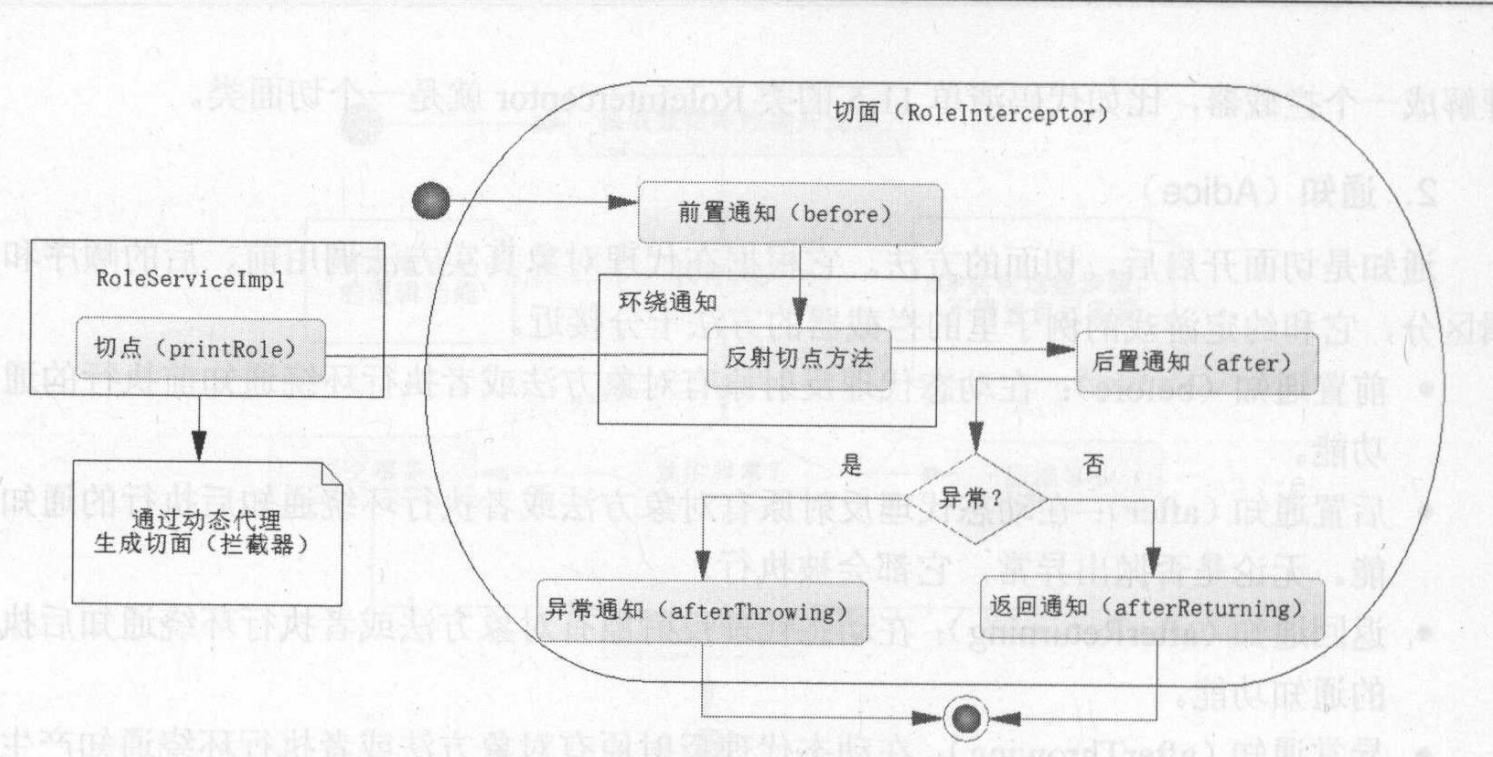 切面（RoleInterceptor）
前置通知（before）
RoleServiceImpl
环绕通知
切点（printRole）
反射切点方法
后置通知（after）
是
否
异常？
通过动态代理
生成切面（拦截器）
异常通知（afterThrowing）
返回通知（afterReturning）